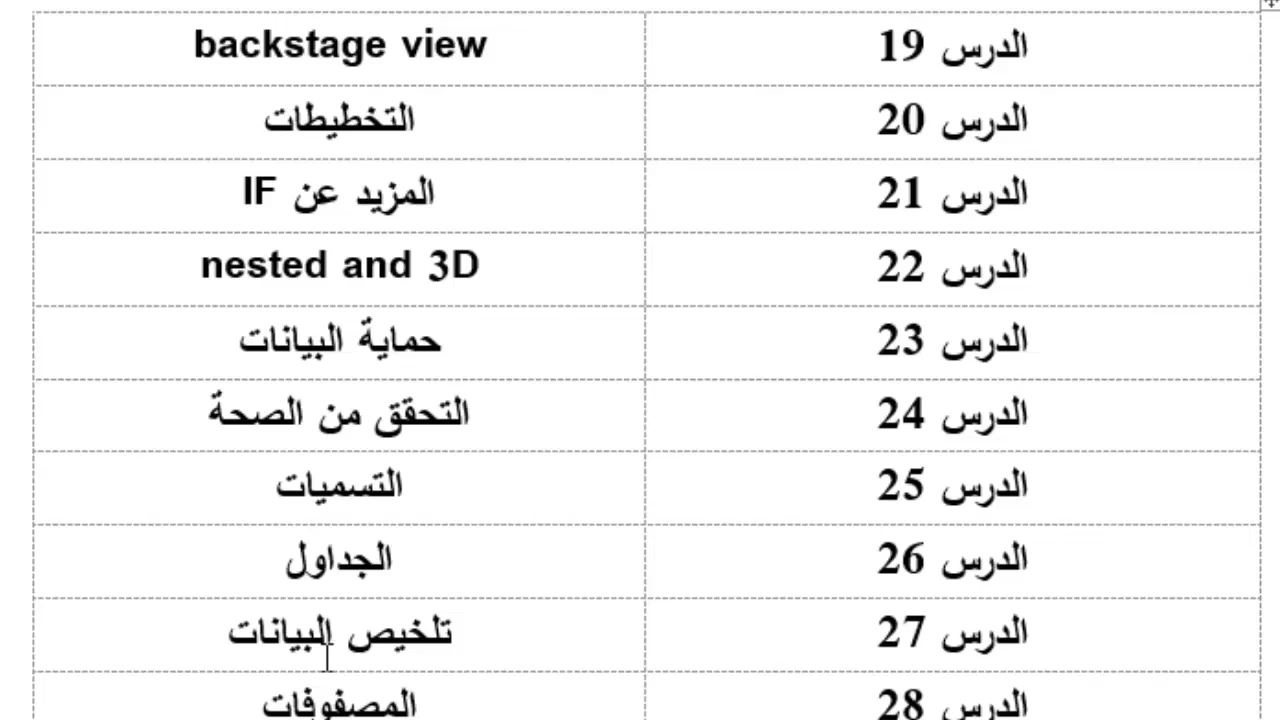 الدرس 19 backstage view
الدرس 20 التخطيطات
الدرس 21 المزيد عن IF
الدرس 22 nested and 3D
الدرس 23 حماية البيانات
الدرس 24 التحقق من الصحة
الدرس 25 التسميات
الدرس 26 الجداول
الدرس 27 تلخيص البيانات
الدرس 28 المصفوفات